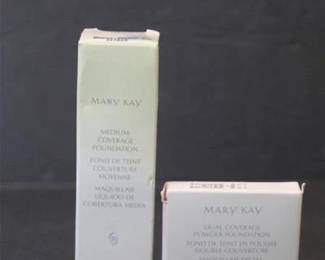 MARY KAY
MEDIUM
COVERAGE
FOUNDATION
FOND DE TEINT
COUVERTURE
MOYENNE
MAQUILLAJE
LÍQUIDO DE
COBERTURA MEDIA
MARY KAY
DUAL COVERAGE
POWDER FOUNDATION
FOND DE TEINT EN POUDRE
DOUBLE COUVERTURE